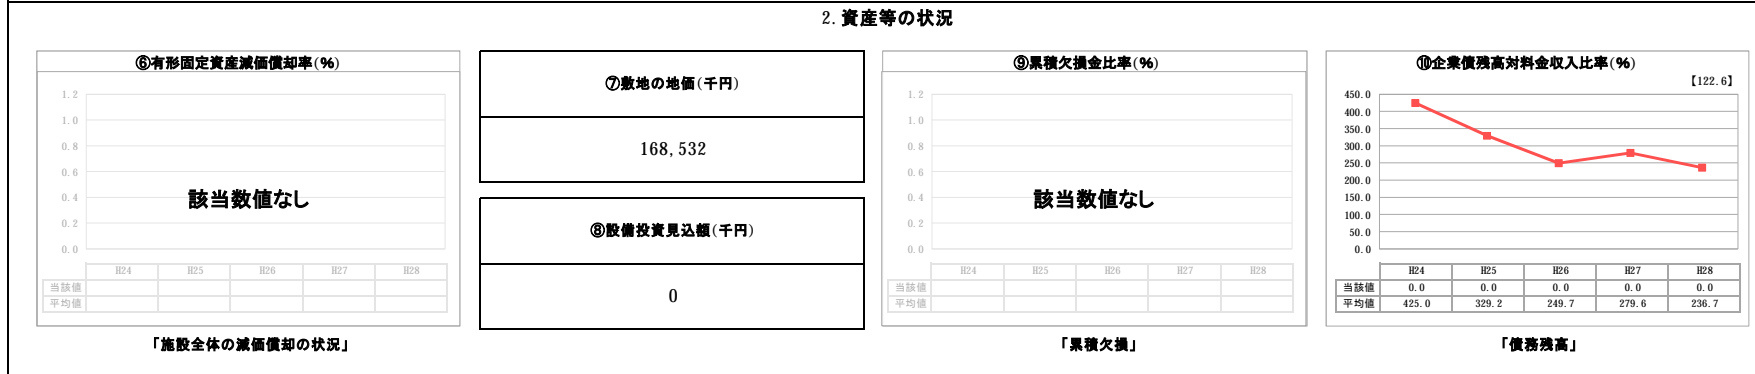 2. 資産等の状況
⑥有形固定資産減価償却率(%)
1.2
1.0
0.8
0.6
0.4
0.2
0.0
該当数値なし
H24 H25 H26 H27 H28
当該値
平均値
「施設全体の減価償却の状況」
⑦敷地の地価(千円)
168,532
⑧設備投資見込額(千円)
0
⑨累積欠損金比率(%)
1.2
1.0
0.8
0.6
0.4
0.2
0.0
該当数値なし
H24 H25 H26 H27 H28
当該値
平均値
「累積欠損」
⑩企業債残高対料金収入比率(%)
【122.6】
450.0
400.0
350.0
300.0
250.0
200.0
150.0
100.0
50.0
0.0
H24 H25 H26 H27 H28
当該値 0.0 0.0 0.0 0.0 0.0
平均値 425.0 329.2 249.7 279.6 236.7
「債務残高」